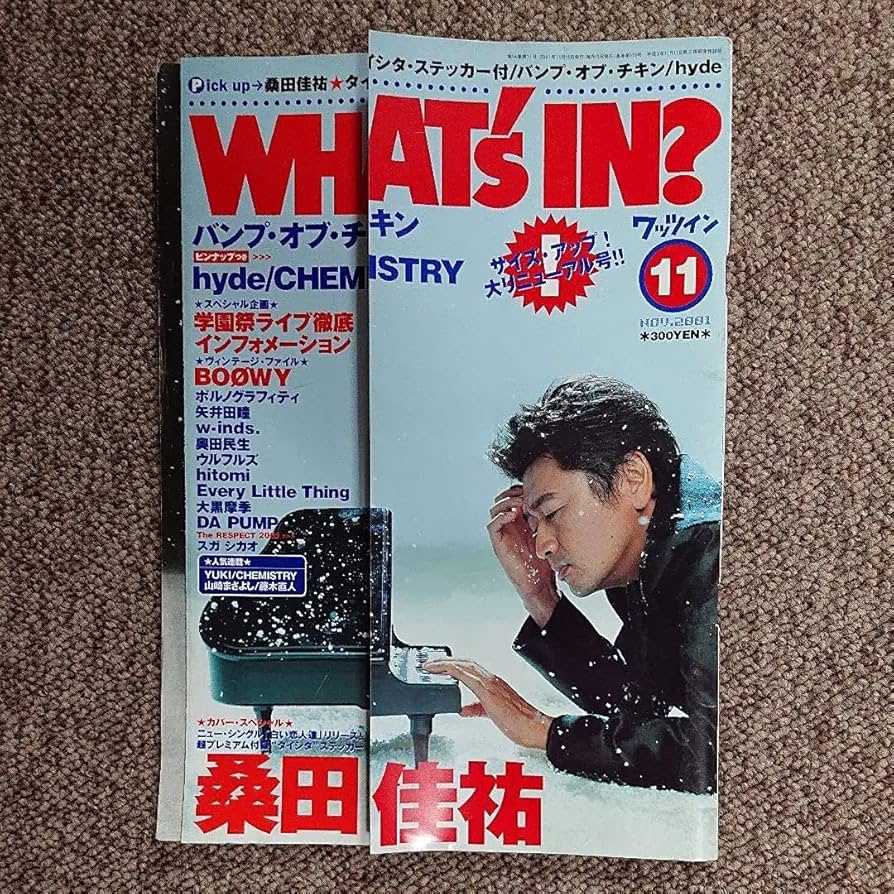 Pick up→桑田佳祐★タイ
イシタ・ステッカー付/バンプ・オブ・チキン/hyde
WHAT's IN?
ワッツイン
バンプ・オブ・チキン
サイズ・アップ!
大リニューアル号!!
11
NOV.2001
*300YEN*
ピンナップつき >>>
hyde/CHEMISTRY
★スペシャル企画★
学園祭ライブ徹底
インフォメーション
★ヴィンテージ・ファイル★
BOØWY
ポルノグラフィティ
矢井田瞳
w-inds.
奥田民生
ウルフルズ
hitomi
Every Little Thing
大黒摩季
DA PUMP
スガ シカオ
★人気連載★
YUKI/CHEMISTRY
山崎まさよし/藤木直人
★カバー・スペシャル★
ニュー・シングル「白い恋人達」リリース
超プレミアム付録"タイシタ"ステッカー
桑田佳祐